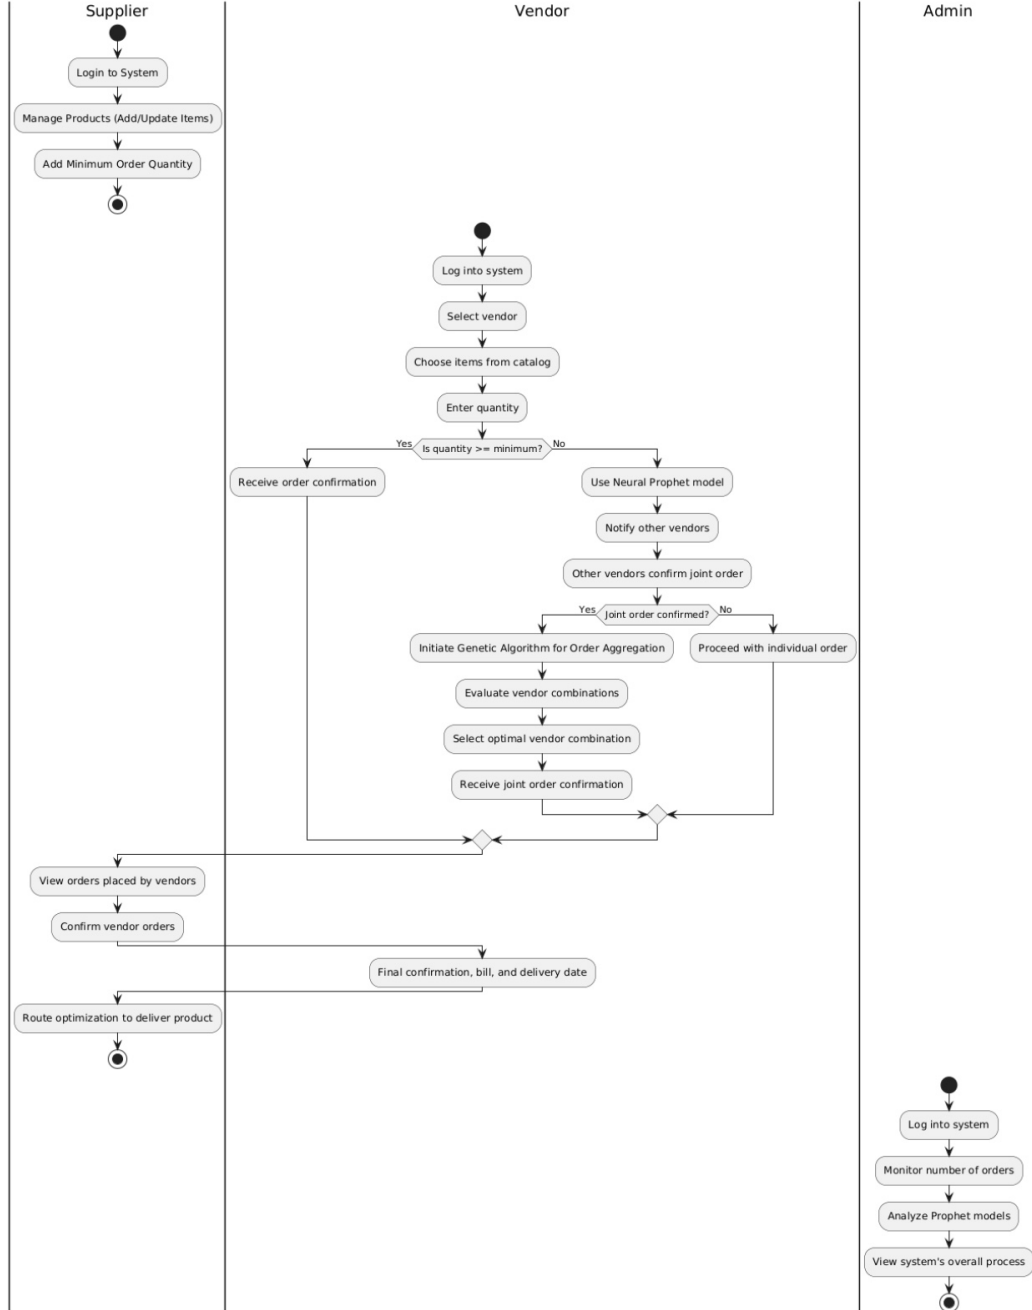 Supplier
Vendor
Admin
Login to System
Manage Products (Add/Update Items)
Add Minimum Order Quantity
Log into system
Select vendor
Choose items from catalog
Enter quantity
Is quantity >= minimum?
Yes
No
Receive order confirmation
Use Neural Prophet model
Notify other vendors
Other vendors confirm joint order
Joint order confirmed?
Yes
No
Initiate Genetic Algorithm for Order Aggregation
Proceed with individual order
Evaluate vendor combinations
Select optimal vendor combination
Receive joint order confirmation
View orders placed by vendors
Confirm vendor orders
Final confirmation, bill, and delivery date
Route optimization to deliver product
Log into system
Monitor number of orders
Analyze Prophet models
View system's overall process